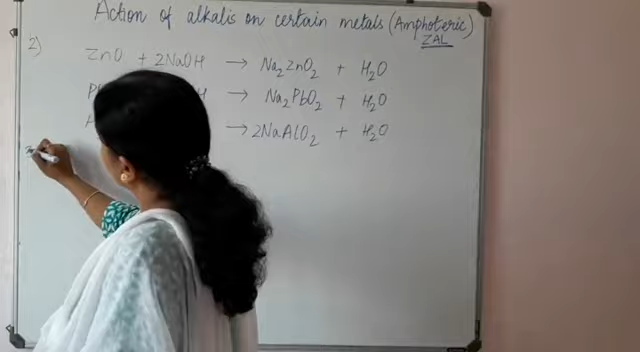 Action of alkalis on certain metals (Amphoteric)
ZAL
2)
ZnO + 2NaOH → Na₂ZnO₂ + H₂O
→ Na₂PbO₂ + H₂O
→ 2NaAlO₂ + H₂O